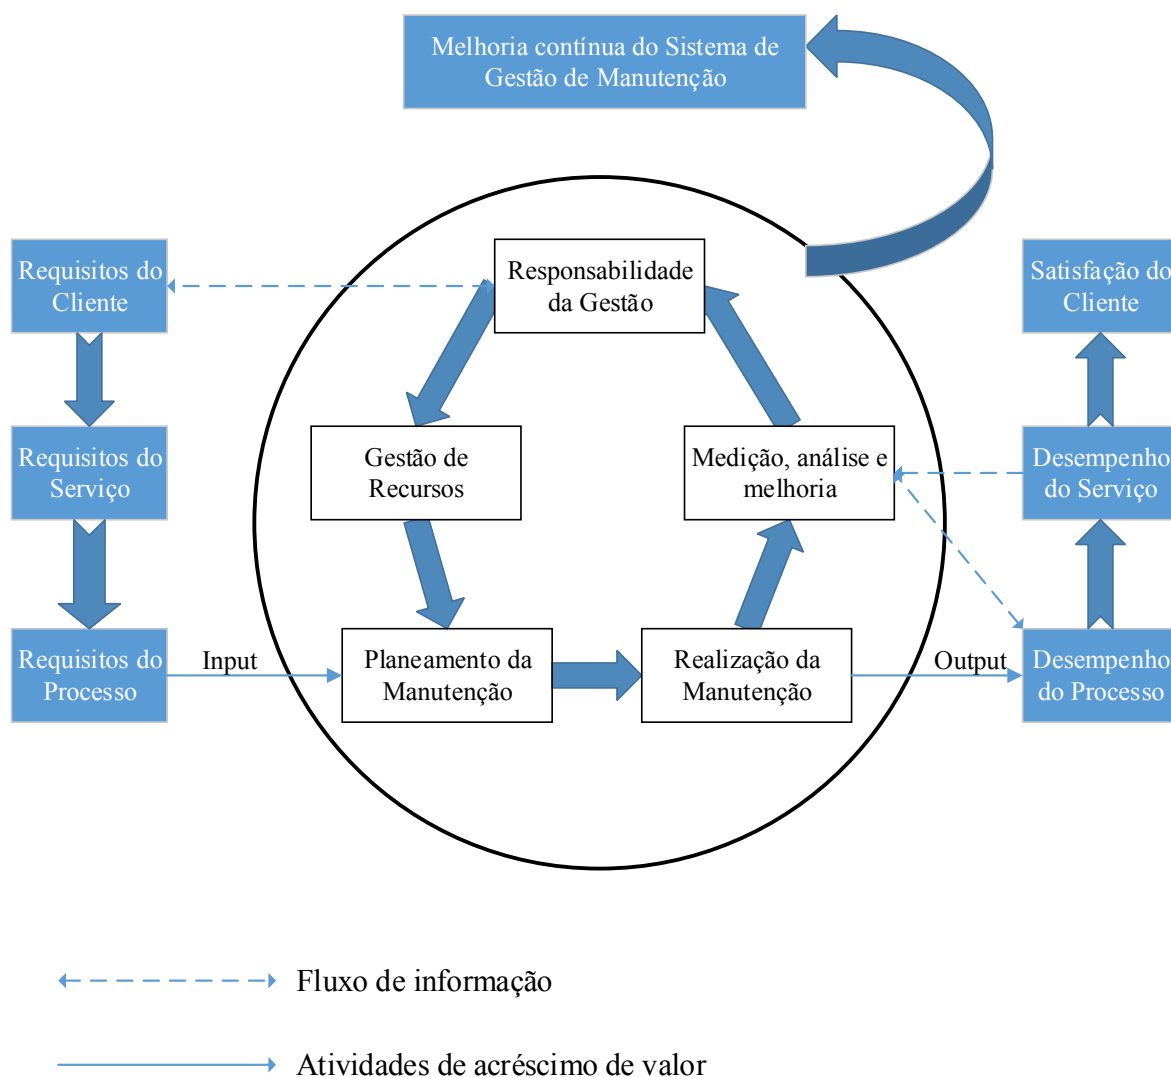 Melhoria contínua do Sistema de
Gestão de Manutenção
Requisitos do
Cliente
Responsabilidade
da Gestão
Satisfação do
Cliente
Requisitos do
Serviço
Gestão de
Recursos
Medição, análise e
melhoria
Desempenho
do Serviço
Requisitos do
Processo
Input
Planeamento da
Manutenção
Realização da
Manutenção
Output
Desempenho
do Processo
Fluxo de informação
Atividades de acréscimo de valor